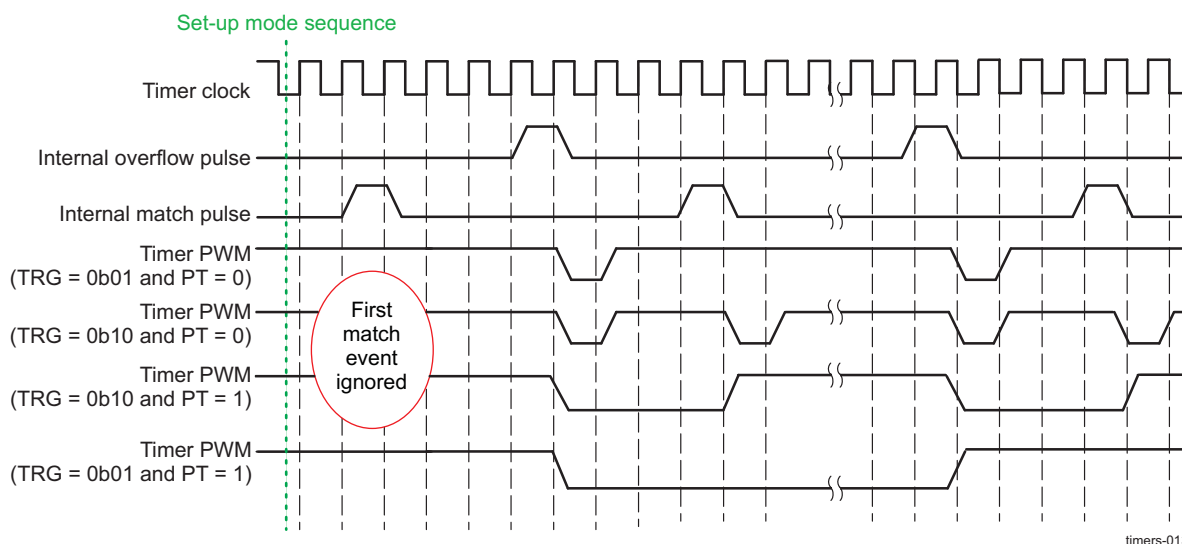 Set-up mode sequence
Timer clock
Internal overflow pulse
Internal match pulse
Timer PWM
(TRG = 0b01 and PT = 0)
Timer PWM
(TRG = 0b10 and PT = 0)
Timer PWM
(TRG = 0b10 and PT = 1)
Timer PWM
(TRG = 0b01 and PT = 1)
First
match
event
ignored
timers-013